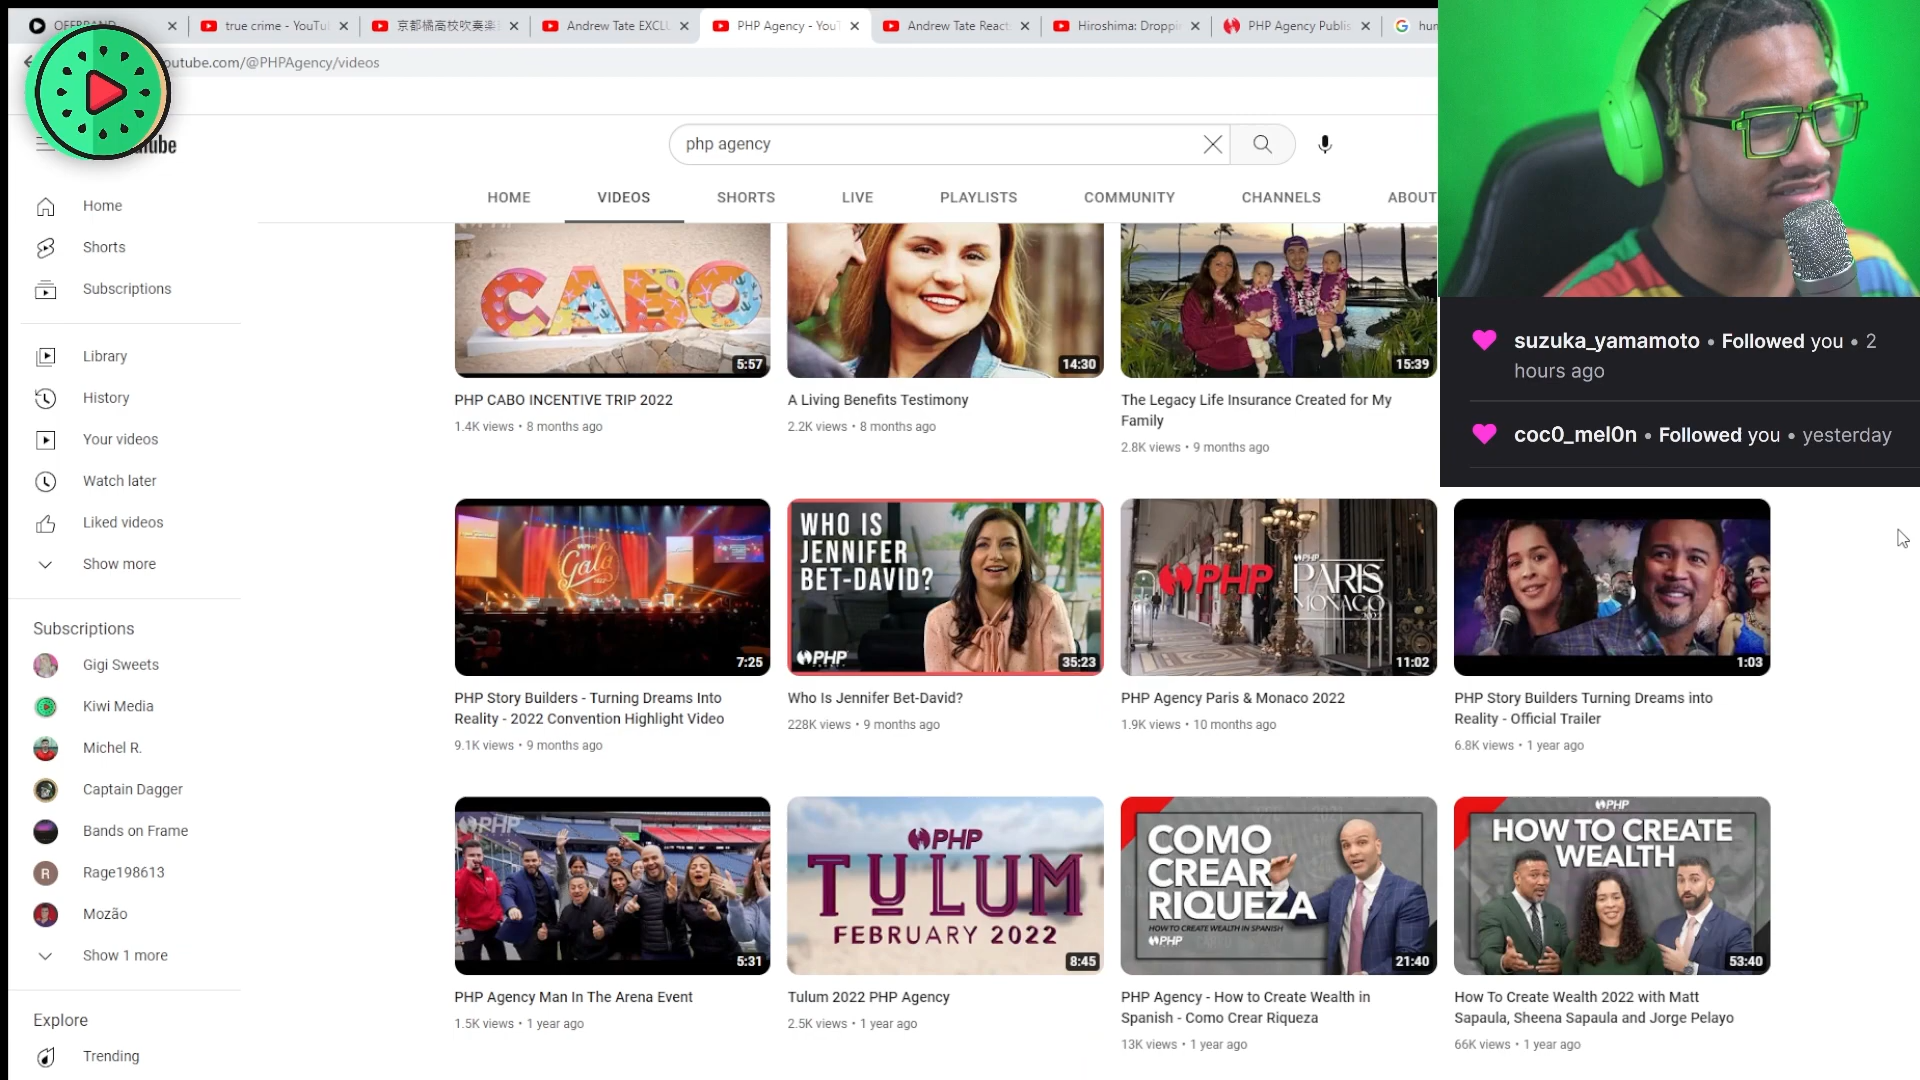 OFFBRAND
true crime - YouTu
京都橘高校吹奏楽
Andrew Tate EXCLU
PHP Agency - YouT
Andrew Tate React
Hiroshima: Droppi
PHP Agency Publis
hun
outube.com/@PHPAgency/videos
php agency
HOME
VIDEOS
SHORTS
LIVE
PLAYLISTS
COMMUNITY
CHANNELS
ABOUT
Home
Shorts
Subscriptions
Library
History
Your videos
Watch later
Liked videos
Show more
Subscriptions
Gigi Sweets
Kiwi Media
Michel R.
Captain Dagger
Bands on Frame
R
Rage198613
Mozão
Show 1 more
Explore
Trending
suzuka_yamamoto • Followed you • 2
hours ago
coc0_mel0n • Followed you • yesterday
CABO
5:57
PHP CABO INCENTIVE TRIP 2022
1.4K views • 8 months ago
14:30
A Living Benefits Testimony
2.2K views • 8 months ago
15:39
The Legacy Life Insurance Created for My
Family
2.8K views • 9 months ago
Gala
7:25
PHP Story Builders - Turning Dreams Into
Reality - 2022 Convention Highlight Video
9.1K views • 9 months ago
WHO IS
JENNIFER
BET-DAVID?
PHP
35:23
Who Is Jennifer Bet-David?
228K views • 9 months ago
PHP
PHP
PARIS
MONACO
2022
11:02
PHP Agency Paris & Monaco 2022
1.9K views • 10 months ago
1:03
PHP Story Builders Turning Dreams into
Reality - Official Trailer
6.8K views • 1 year ago
PHP
5:31
PHP Agency Man In The Arena Event
1.5K views • 1 year ago
PHP
TULUM
FEBRUARY 2022
8:45
Tulum 2022 PHP Agency
2.5K views • 1 year ago
COMO
CREAR
RIQUEZA
HOW TO CREATE WEALTH IN SPANISH
PHP
21:40
PHP Agency - How to Create Wealth in
Spanish - Como Crear Riqueza
13K views • 1 year ago
PHP
HOW TO CREATE
WEALTH
53:40
How To Create Wealth 2022 with Matt
Sapaula, Sheena Sapaula and Jorge Pelayo
66K views • 1 year ago